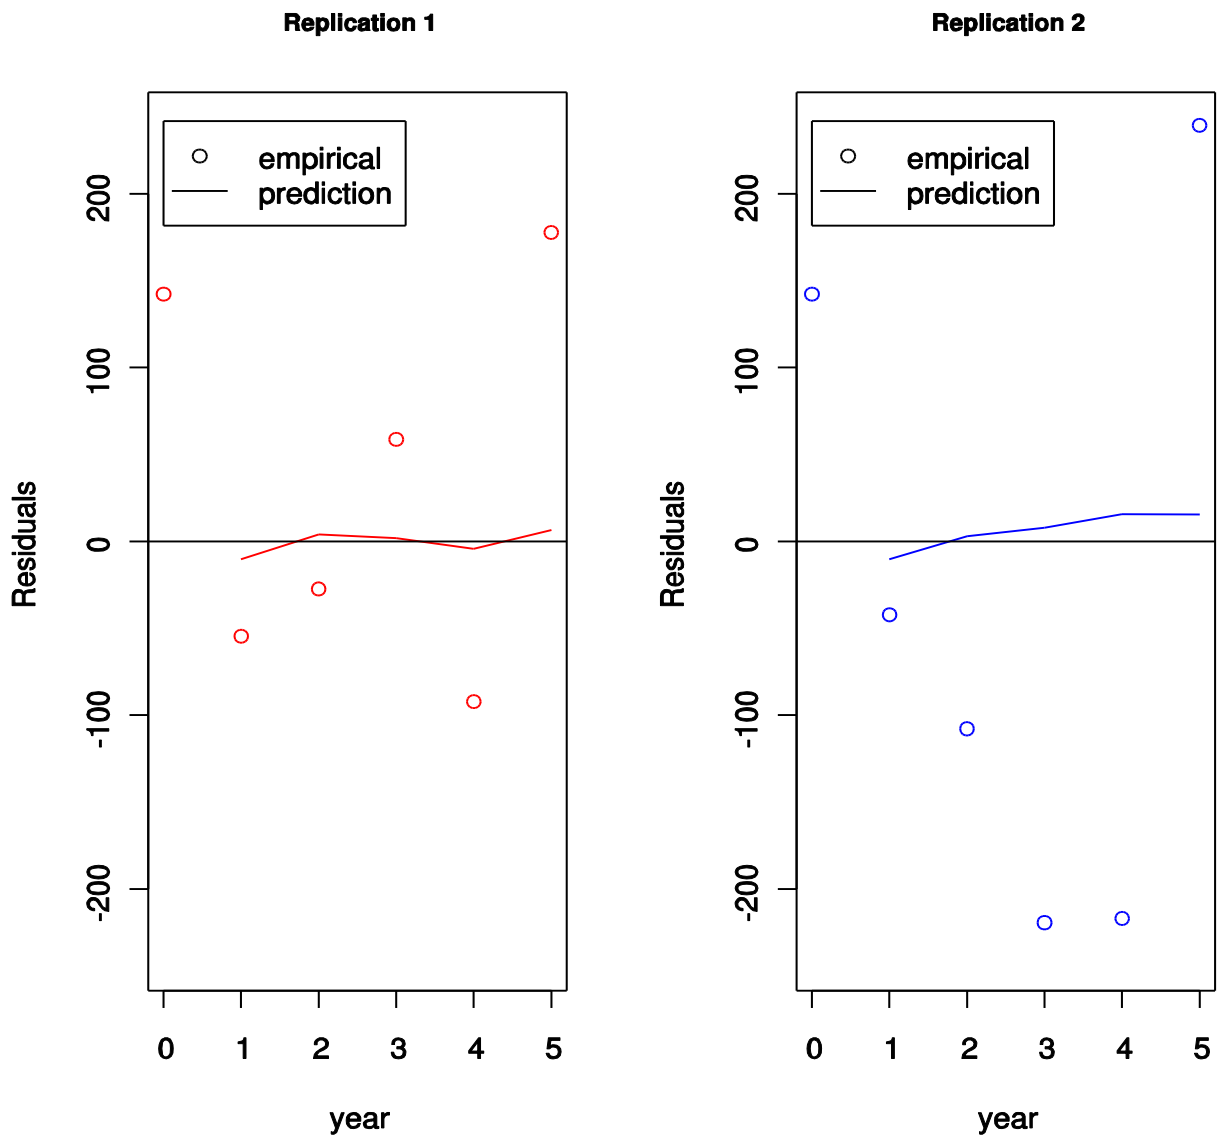 Replication 1
empirical
prediction
200
100
0
-100
-200
Residuals
0 1 2 3 4 5
year
Replication 2
empirical
prediction
200
100
0
-100
-200
Residuals
0 1 2 3 4 5
year